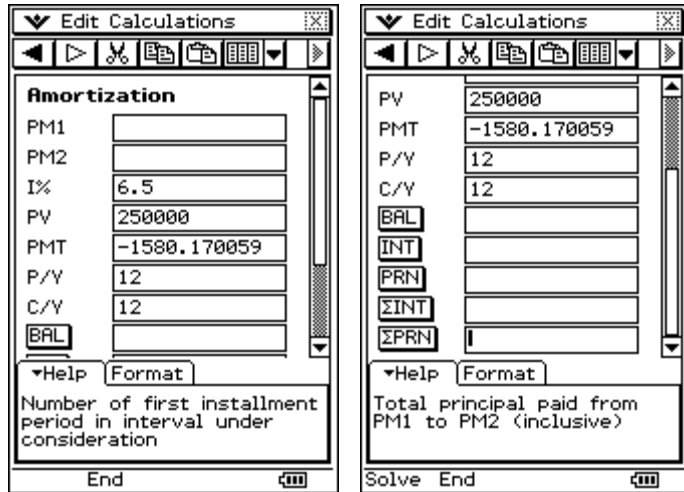 Edit Calculations
Amortization
PM1
PM2
I% 6.5
PV 250000
PMT -1580.170059
P/Y 12
C/Y 12
BAL
Help Format
Number of first installment
period in interval under
consideration
End
Edit Calculations
PV 250000
PMT -1580.170059
P/Y 12
C/Y 12
BAL
INT
PRN
ΣINT
ΣPRN
Help Format
Total principal paid from
PM1 to PM2 (inclusive)
Solve End